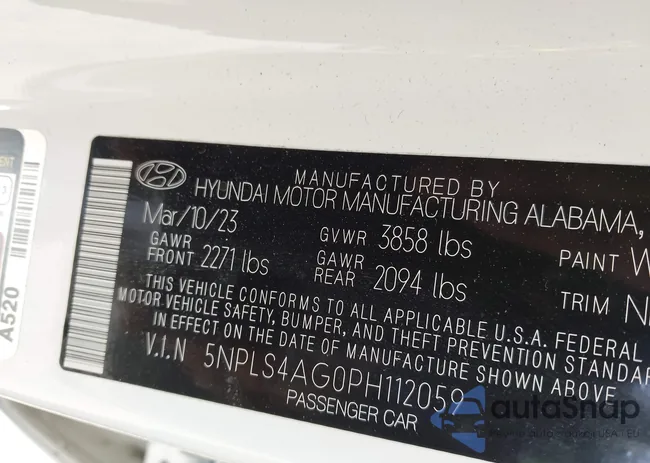 MANUFACTURED BY
HYUNDAI MOTOR MANUFACTURING ALABAMA,
Mar/10/23 GVWR 3858 lbs PAINT W
GAWR FRONT 2271 lbs GAWR REAR 2094 lbs TRIM
THIS VEHICLE CONFORMS TO ALL APPLICABLE U.S.A. FEDERAL
MOTOR VEHICLE SAFETY, BUMPER, AND THEFT PREVENTION STANDAR
IN EFFECT ON THE DATE OF MANUFACTURE SHOWN ABOVE
V.I.N 5NPLS4AG0PH112059
PASSENGER CAR
A520
autoSnap